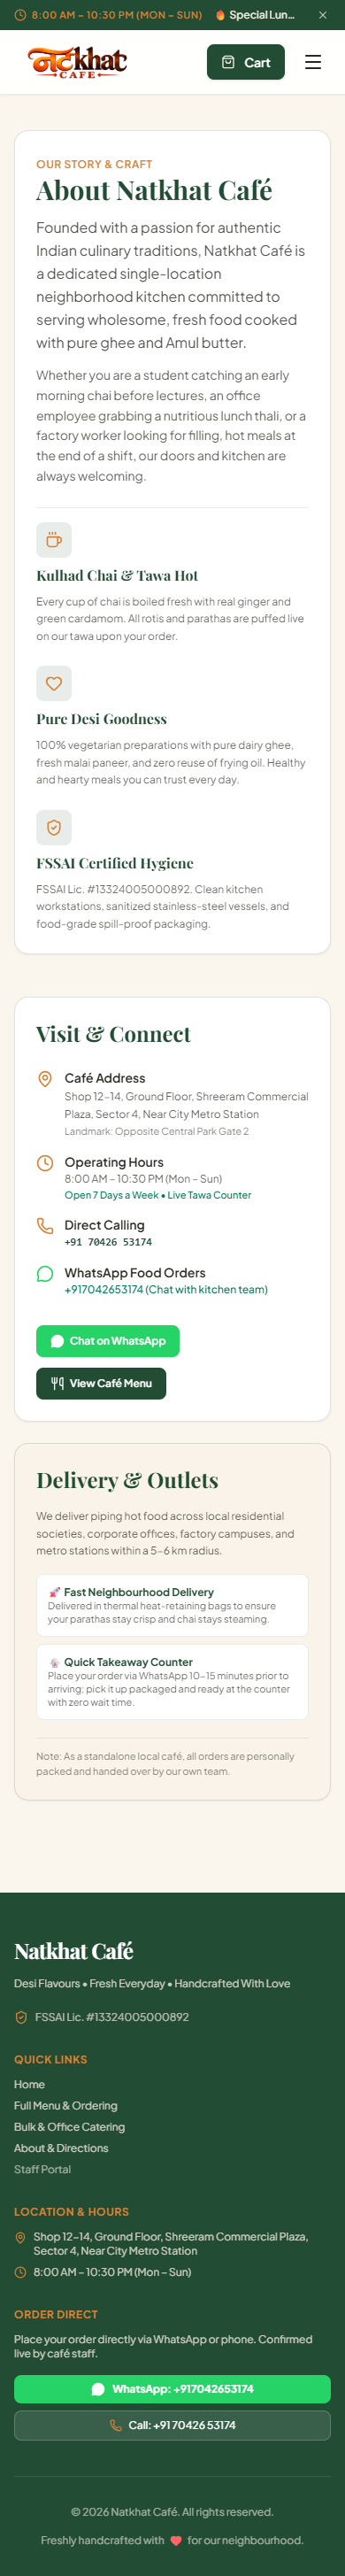 8:00 AM – 10:30 PM (MON – SUN) 🔥 Special Lun...
नटkhat
CAFE
Cart
OUR STORY & CRAFT
About Natkhat Café
Founded with a passion for authentic
Indian culinary traditions, Natkhat Café is
a dedicated single-location
neighborhood kitchen committed to
serving wholesome, fresh food cooked
with pure ghee and Amul butter.
Whether you are a student catching an early
morning chai before lectures, an office
employee grabbing a nutritious lunch thali, or a
factory worker looking for filling, hot meals at
the end of a shift, our doors and kitchen are
always welcoming.
Kulhad Chai & Tawa Hot
Every cup of chai is boiled fresh with real ginger and
green cardamom. All rotis and parathas are puffed live
on our tawa upon your order.
Pure Desi Goodness
100% vegetarian preparations with pure dairy ghee,
fresh malai paneer, and zero reuse of frying oil. Healthy
and hearty meals you can trust every day.
FSSAI Certified Hygiene
FSSAI Lic. #13324005000892. Clean kitchen
workstations, sanitized stainless-steel vessels, and
food-grade spill-proof packaging.
Visit & Connect
Café Address
Shop 12-14, Ground Floor, Shreeram Commercial
Plaza, Sector 4, Near City Metro Station
Landmark: Opposite Central Park Gate 2
Operating Hours
8:00 AM – 10:30 PM (Mon – Sun)
Open 7 Days a Week • Live Tawa Counter
Direct Calling
+91 70426 53174
WhatsApp Food Orders
+917042653174 (Chat with kitchen team)
Chat on WhatsApp
View Café Menu
Delivery & Outlets
We deliver piping hot food across local residential
societies, corporate offices, factory campuses, and
metro stations within a 5–6 km radius.
🚀 Fast Neighbourhood Delivery
Delivered in thermal heat-retaining bags to ensure
your parathas stay crisp and chai stays steaming.
Quick Takeaway Counter
Place your order via WhatsApp 10-15 minutes prior to
arriving; pick it up packaged and ready at the counter
with zero wait time.
Note: As a standalone local café, all orders are personally
packed and handed over by our own team.
Natkhat Café
Desi Flavours • Fresh Everyday • Handcrafted With Love
FSSAI Lic. #13324005000892
QUICK LINKS
Home
Full Menu & Ordering
Bulk & Office Catering
About & Directions
Staff Portal
LOCATION & HOURS
Shop 12-14, Ground Floor, Shreeram Commercial Plaza,
Sector 4, Near City Metro Station
8:00 AM – 10:30 PM (Mon – Sun)
ORDER DIRECT
Place your order directly via WhatsApp or phone. Confirmed
live by café staff.
WhatsApp: +917042653174
Call: +91 70426 53174
© 2026 Natkhat Café. All rights reserved.
Freshly handcrafted with ❤ for our neighbourhood.